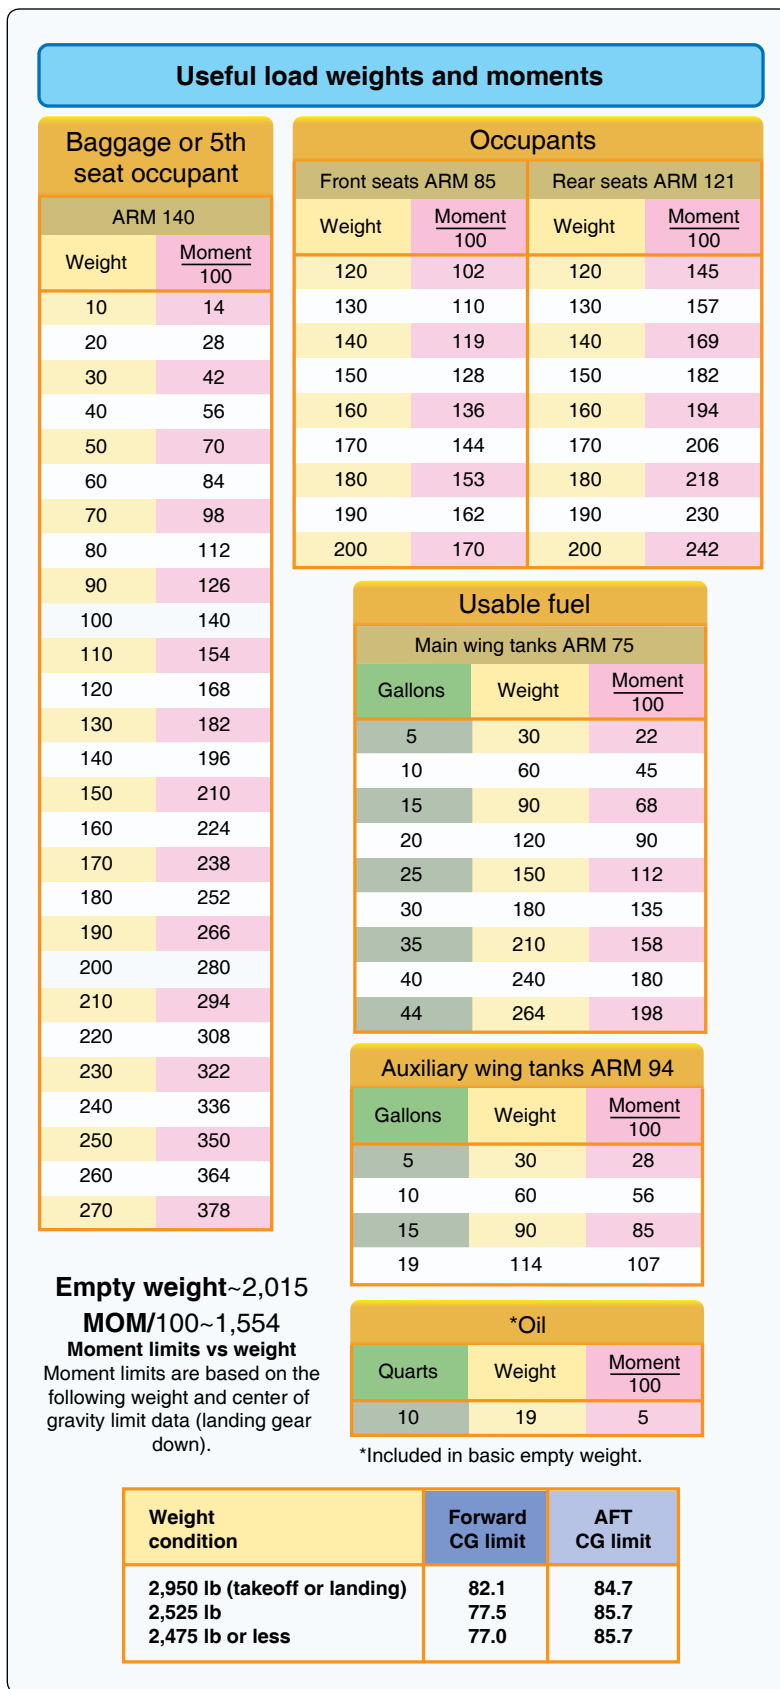 Useful load weights and moments
Baggage or 5th
seat occupant
ARM 140
Weight Moment
100
10 14
20 28
30 42
40 56
50 70
60 84
70 98
80 112
90 126
100 140
110 154
120 168
130 182
140 196
150 210
160 224
170 238
180 252
190 266
200 280
210 294
220 308
230 322
240 336
250 350
260 364
270 378
Occupants
Front seats ARM 85 Rear seats ARM 121
Weight Moment Weight Moment
100 100
120 102 120 145
130 110 130 157
140 119 140 169
150 128 150 182
160 136 160 194
170 144 170 206
180 153 180 218
190 162 190 230
200 170 200 242
Usable fuel
Main wing tanks ARM 75
Gallons Weight Moment
100
5 30 22
10 60 45
15 90 68
20 120 90
25 150 112
30 180 135
35 210 158
40 240 180
44 264 198
Auxiliary wing tanks ARM 94
Gallons Weight Moment
100
5 30 28
10 60 56
15 90 85
19 114 107
Empty weight~2,015
MOM/100~1,554
Moment limits vs weight
Moment limits are based on the
following weight and center of
gravity limit data (landing gear
down).
*Oil
Quarts Weight Moment
100
10 19 5
*Included in basic empty weight.
Weight Forward AFT
condition CG limit CG limit
2,950 lb (takeoff or landing) 82.1 84.7
2,525 lb 77.5 85.7
2,475 lb or less 77.0 85.7